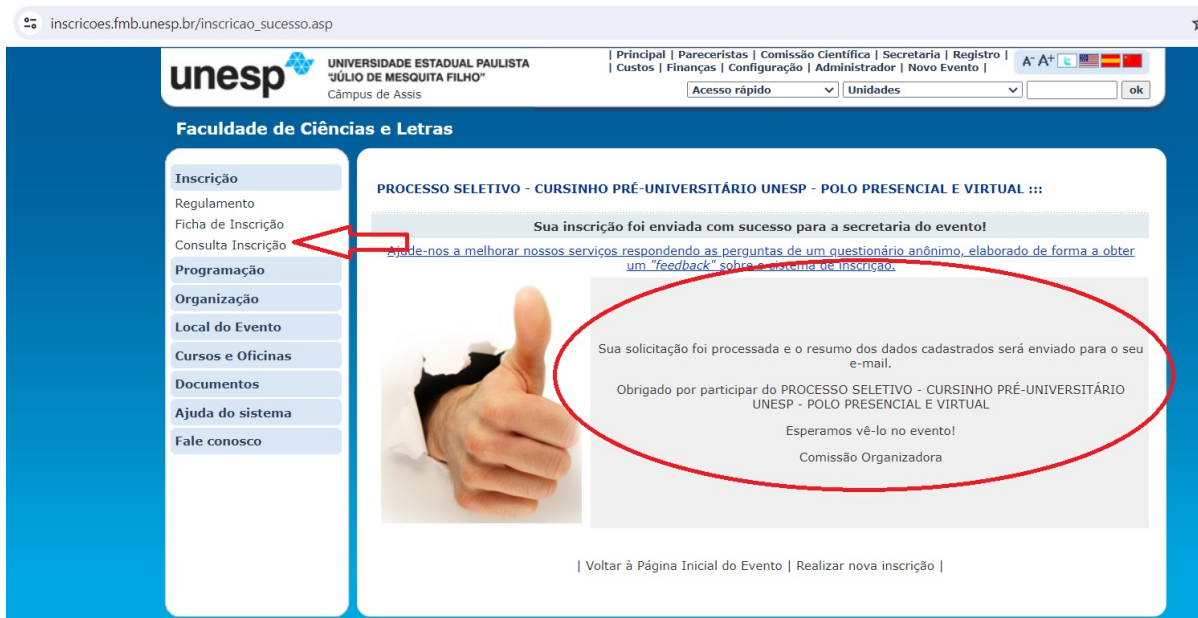 inscricoes.fmb.unesp.br/inscricao_sucesso.asp
unesp
UNIVERSIDADE ESTADUAL PAULISTA
"JÚLIO DE MESQUITA FILHO"
Câmpus de Assis
| Principal | Pareceristas | Comissão Científica | Secretaria | Registro |
| Custos | Finanças | Configuração | Administrador | Novo Evento |
A- A+
Acesso rápido
Unidades
ok
Faculdade de Ciências e Letras
Inscrição
Regulamento
Ficha de Inscrição
Consulta Inscrição
Programação
Organização
Local do Evento
Cursos e Oficinas
Documentos
Ajuda do sistema
Fale conosco
PROCESSO SELETIVO - CURSINHO PRÉ-UNIVERSITÁRIO UNESP - POLO PRESENCIAL E VIRTUAL :::
Sua inscrição foi enviada com sucesso para a secretaria do evento!
Ajude-nos a melhorar nossos serviços respondendo as perguntas de um questionário anônimo, elaborado de forma a obter
um "feedback" sobre o sistema de inscrição.
Sua solicitação foi processada e o resumo dos dados cadastrados será enviado para o seu
e-mail.
Obrigado por participar do PROCESSO SELETIVO - CURSINHO PRÉ-UNIVERSITÁRIO
UNESP - POLO PRESENCIAL E VIRTUAL
Esperamos vê-lo no evento!
Comissão Organizadora
| Voltar à Página Inicial do Evento | Realizar nova inscrição |